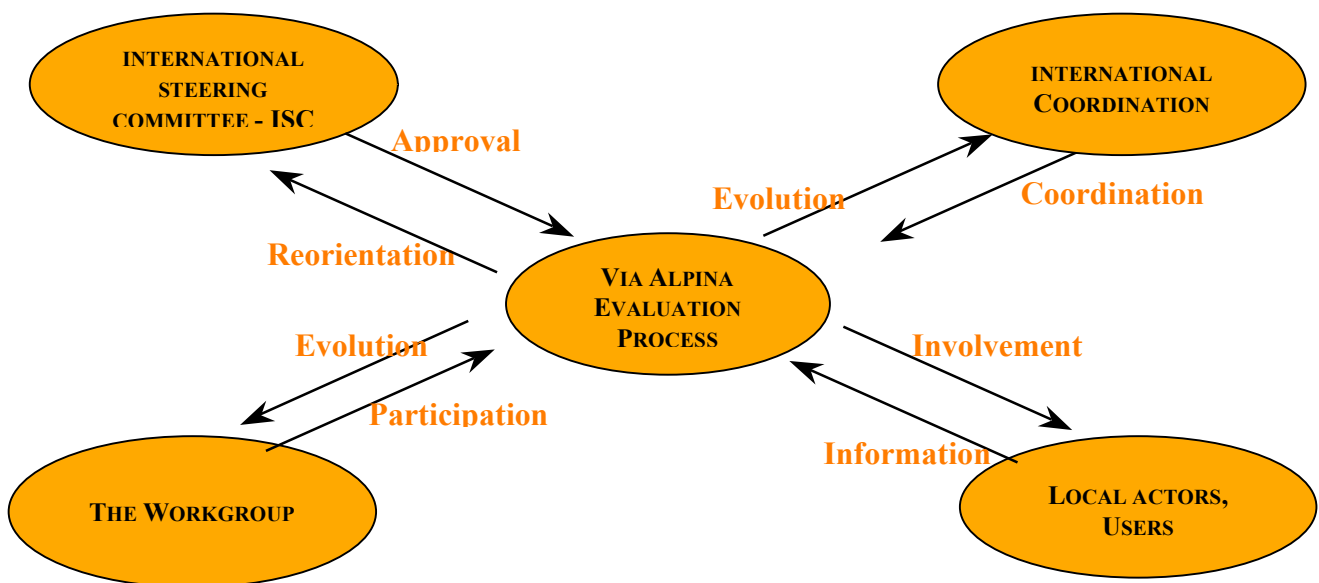 INTERNATIONAL
STEERING
COMMITTEE - ISC
INTERNATIONAL
COORDINATION
Approval
Evolution
Coordination
Reorientation
VIA ALPINA
EVALUATION
PROCESS
Evolution
Involvement
Participation
Information
THE WORKGROUP
LOCAL ACTORS,
USERS